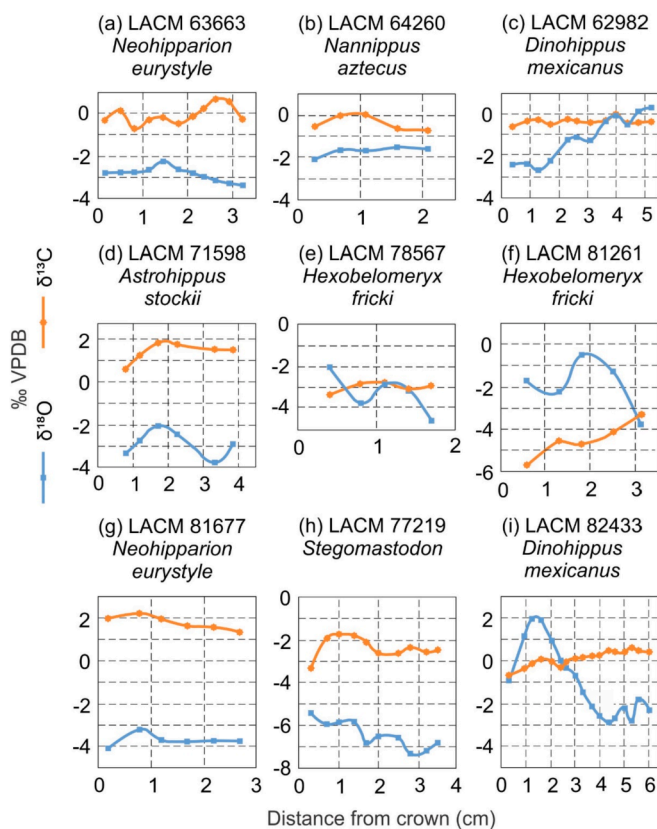 (a) LACM 63663
Neohipparion
eurystyle
(b) LACM 64260
Nannippus
aztecus
(c) LACM 62982
Dinohippus
mexicanus
0
-2
-4
0 1 2 3
0
-2
-4
0 1 2
0
-2
-4
0 1 2 3 4 5
(d) LACM 71598
Astrohippus
stockii
(e) LACM 78567
Hexobelomeryx
fricki
(f) LACM 81261
Hexobelomeryx
fricki
2
0
-2
-4
0 1 2 3 4
0
-2
-4
0 1 2
0
-2
-4
-6
0 1 2 3
(g) LACM 81677
Neohipparion
eurystyle
(h) LACM 77219
Stegomastodon
(i) LACM 82433
Dinohippus
mexicanus
2
0
-2
-4
0 1 2 3
0
-2
-4
-6
-8
0 1 2 3 4
2
0
-2
-4
0 1 2 3 4 5 6
‰ VPDB
δ18O
δ13C
Distance from crown (cm)